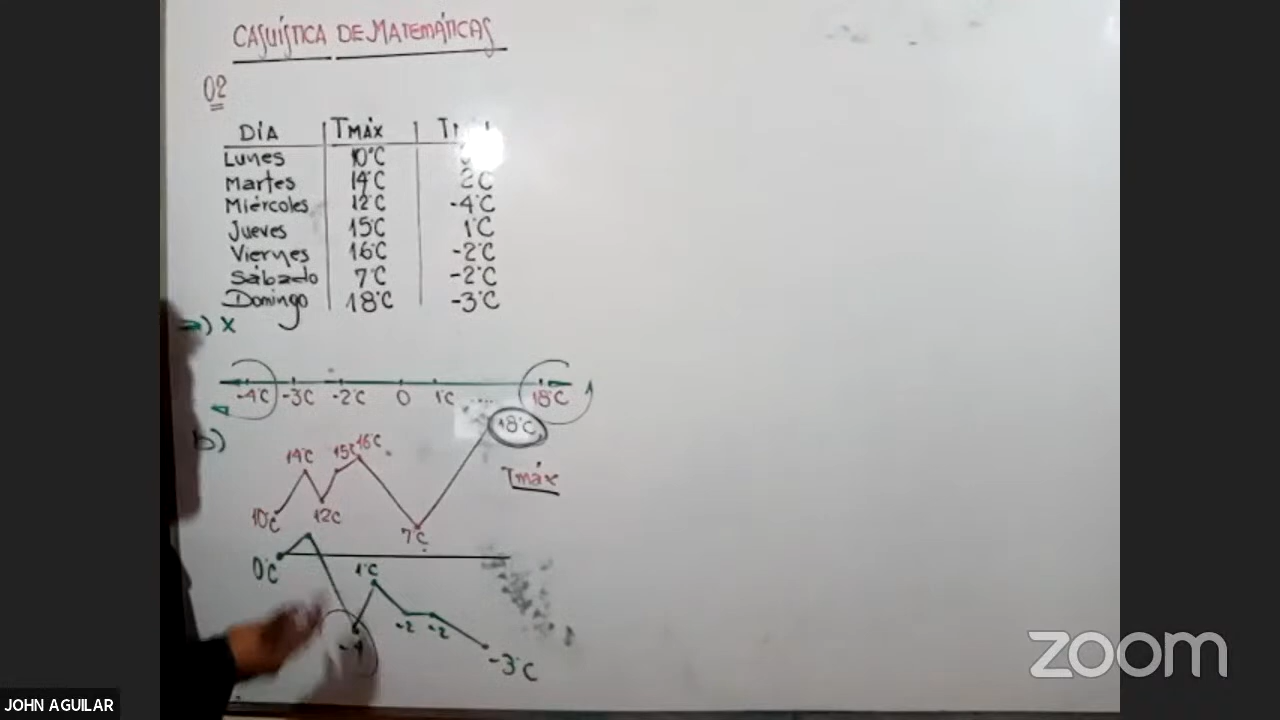 CASUÍSTICA DE MATEMÁTICAS
02
DÍA TMÁX
Lunes 10°C
Martes 14°C 2°C
Miércoles 12°C -4°C
Jueves 15°C 1°C
Viernes 16°C -2°C
Sábado 7°C -2°C
Domingo 18°C -3°C
a) x
-4°C -3°C -2°C 0 1°C ..... 18°C
b)
18°C
14°C 15°C 16°C
Tmáx
10°C 12°C
7°C
0°C 1°C
-2 -2
-4
-3°C
zoom
JOHN AGUILAR